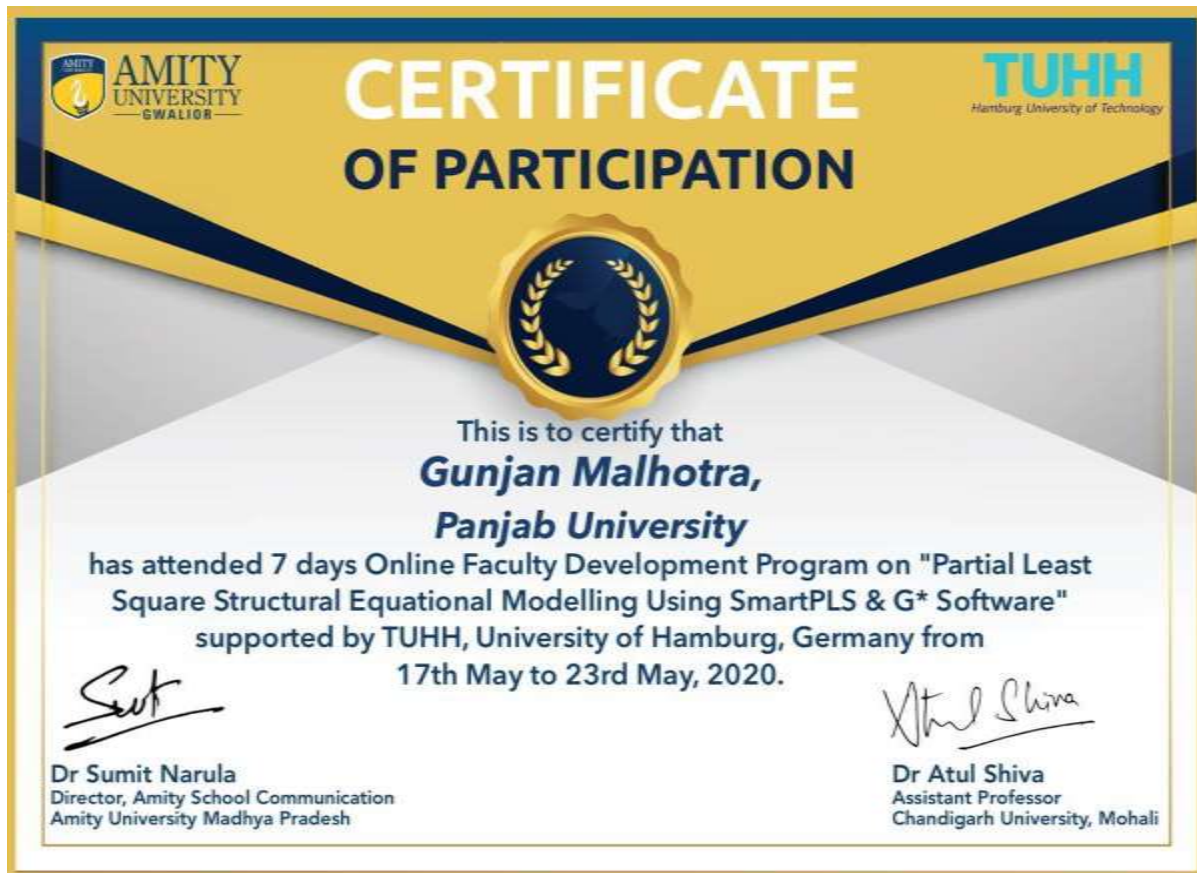 AMITY
UNIVERSITY
GWALIOR
CERTIFICATE
OF PARTICIPATION
TUHH
Hamburg University of Technology
This is to certify that
Gunjan Malhotra,
Panjab University
has attended 7 days Online Faculty Development Program on "Partial Least
Square Structural Equational Modelling Using SmartPLS & G* Software"
supported by TUHH, University of Hamburg, Germany from
17th May to 23rd May, 2020.
Atul Shiva
Dr Sumit Narula
Director, Amity School Communication
Amity University Madhya Pradesh
Dr Atul Shiva
Assistant Professor
Chandigarh University, Mohali